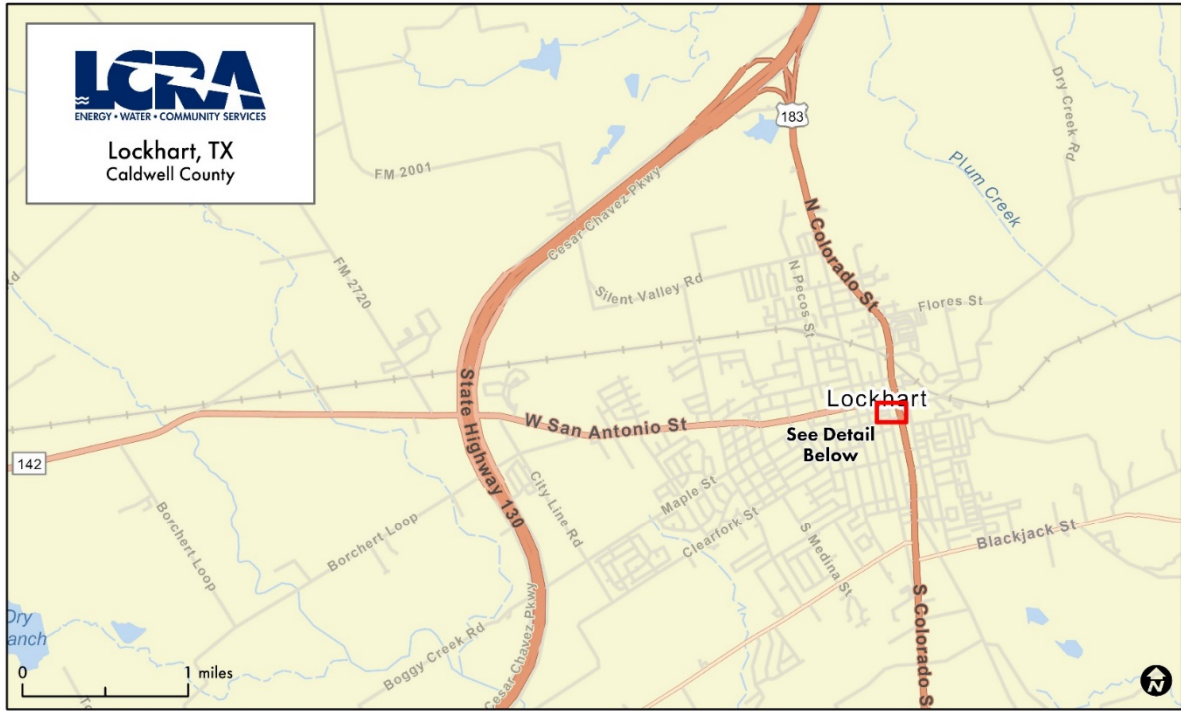 LCRA
ENERGY • WATER • COMMUNITY SERVICES
Lockhart, TX
Caldwell County
183
FM 2001
Dry Creek Rd
Plum Creek
Cesar Chavez Pkwy
N Colorado St
FM 2720
Silent Valley Rd
N Pecos St
Flores St
State Highway 130
Lockhart
W San Antonio St
See Detail
Below
142
City Line Rd
Maple St
Borchert Loop
Borchert Loop
Clearfork St
S Medina St
Blackjack St
S Colorado S
Dry
anch
Boggy Creek Rd
Cesar Chavez Pkwy
0 1 miles
N